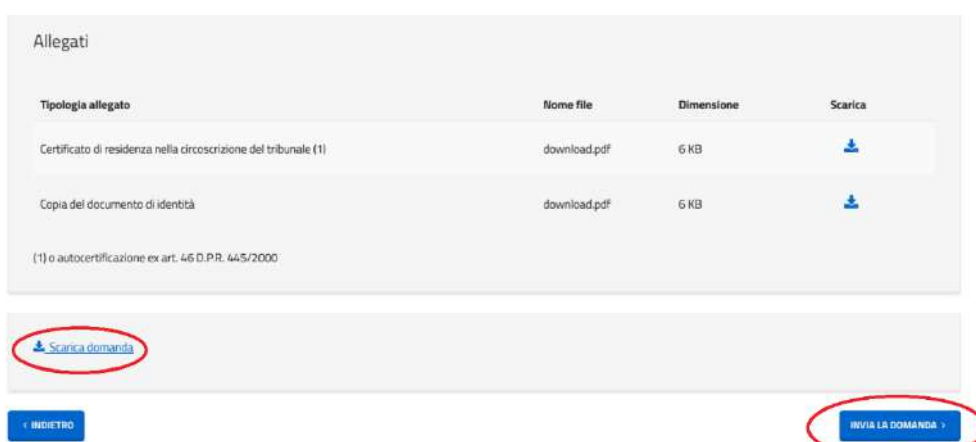 Allegati
Tipologia allegato Nome file Dimensione Scarica
Certificato di residenza nella circoscrizione del tribunale (1) download.pdf 6 KB
Copia del documento di identità download.pdf 6 KB
(1) o autocertificazione ex art. 46 D.P.R. 445/2000
Scarica domanda
< INDIETRO INVIA LA DOMANDA >